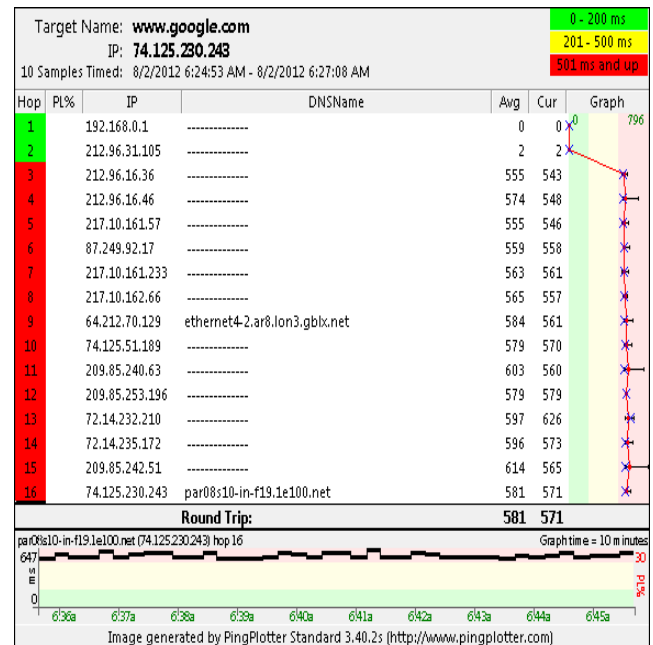 Target Name: www.google.com
IP: 74.125.230.243
10 Samples Timed: 8/2/2012 6:24:53 AM - 8/2/2012 6:27:08 AM
0 - 200 ms
201 - 500 ms
501 ms and up
Hop PL% IP DNSName Avg Cur Graph
0 796
1 192.168.0.1 -------------- 0 0
2 212.96.31.105 -------------- 2 2
3 212.96.16.36 -------------- 555 543
4 212.96.16.46 -------------- 574 548
5 217.10.161.57 -------------- 555 546
6 87.249.92.17 -------------- 559 558
7 217.10.161.233 -------------- 563 561
8 217.10.162.66 -------------- 565 557
9 64.212.70.129 ethernet4-2.ar8.lon3.gblx.net 584 561
10 74.125.51.189 -------------- 579 570
11 209.85.240.63 -------------- 603 560
12 209.85.253.196 -------------- 579 579
13 72.14.232.210 -------------- 597 626
14 72.14.235.172 -------------- 596 573
15 209.85.242.51 -------------- 614 565
16 74.125.230.243 par08s10-in-f19.1e100.net 581 571
Round Trip: 581 571
par08s10-in-f19.1e100.net (74.125.230.243) hop 16 Graph time = 10 minutes
647 30
ms PL%
0
6:36a 6:37a 6:38a 6:39a 6:40a 6:41a 6:42a 6:43a 6:44a 6:45a
Image generated by PingPlotter Standard 3.40.2s (http://www.pingplotter.com)